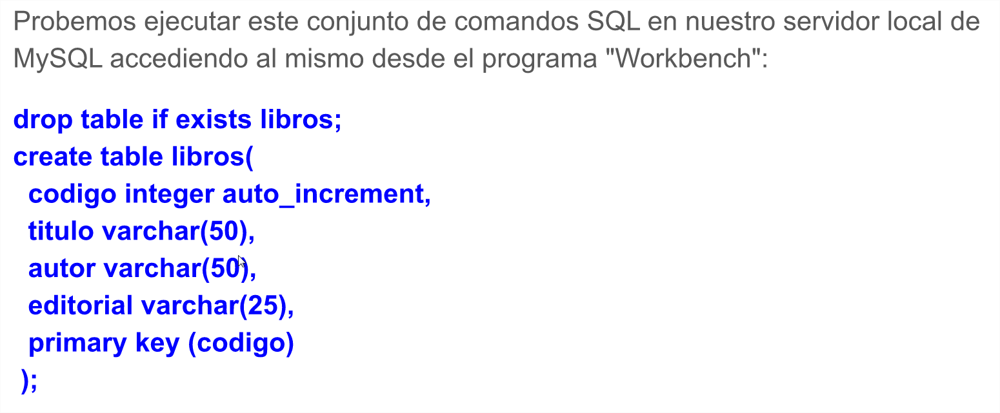 Probemos ejecutar este conjunto de comandos SQL en nuestro servidor local de
MySQL accediendo al mismo desde el programa "Workbench":
drop table if exists libros;
create table libros(
codigo integer auto_increment,
titulo varchar(50),
autor varchar(50),
editorial varchar(25),
primary key (codigo)
);